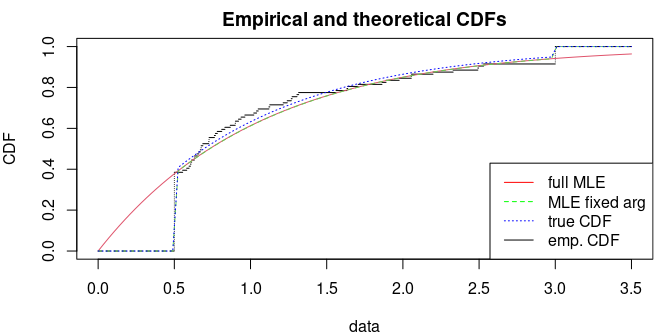 Empirical and theoretical CDFs
CDF
1.0
0.8
0.6
0.4
0.2
0.0
full MLE
MLE fixed arg
true CDF
emp. CDF
0.0 0.5 1.0 1.5 2.0 2.5 3.0 3.5
data